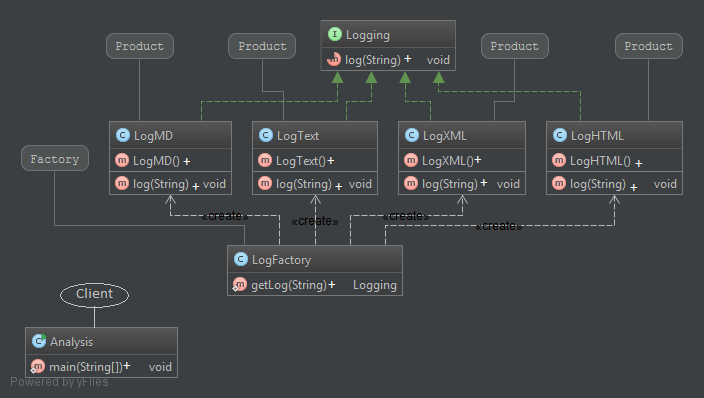 Product
Product
Product
Product
I Logging
m log(String) + void
C LogMD
m LogMD() +
m log(String) + void
C LogText
m LogText() +
m log(String) + void
C LogXML
m LogXML() +
m log(String) + void
C LogHTML
m LogHTML() +
m log(String) + void
Factory
«create»
«create»
«create»
«create»
C LogFactory
m getLog(String) + Logging
Client
C Analysis
m main(String[]) + void
Powered by yFiles